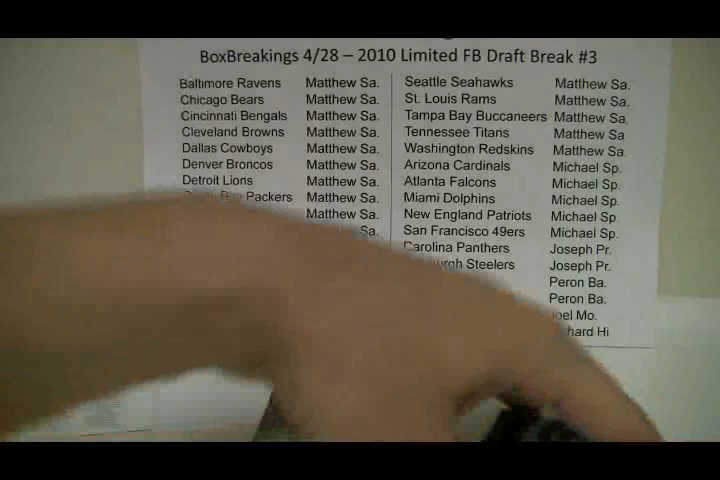 BoxBreakings 4/28 – 2010 Limited FB Draft Break #3
Baltimore Ravens Matthew Sa.
Chicago Bears Matthew Sa.
Cincinnati Bengals Matthew Sa.
Cleveland Browns Matthew Sa.
Dallas Cowboys Matthew Sa.
Denver Broncos Matthew Sa.
Detroit Lions Matthew Sa.
Packers Matthew Sa.
Matthew Sa.
Sa.
Seattle Seahawks Matthew Sa.
St. Louis Rams Matthew Sa.
Tampa Bay Buccaneers Matthew Sa.
Tennessee Titans Matthew Sa
Washington Redskins Matthew Sa.
Arizona Cardinals Michael Sp.
Atlanta Falcons Michael Sp.
Miami Dolphins Michael Sp.
New England Patriots Michael Sp.
San Francisco 49ers Michael Sp.
Carolina Panthers Joseph Pr.
Steelers Joseph Pr.
Peron Ba.
Peron Ba.
Mo.
Hi